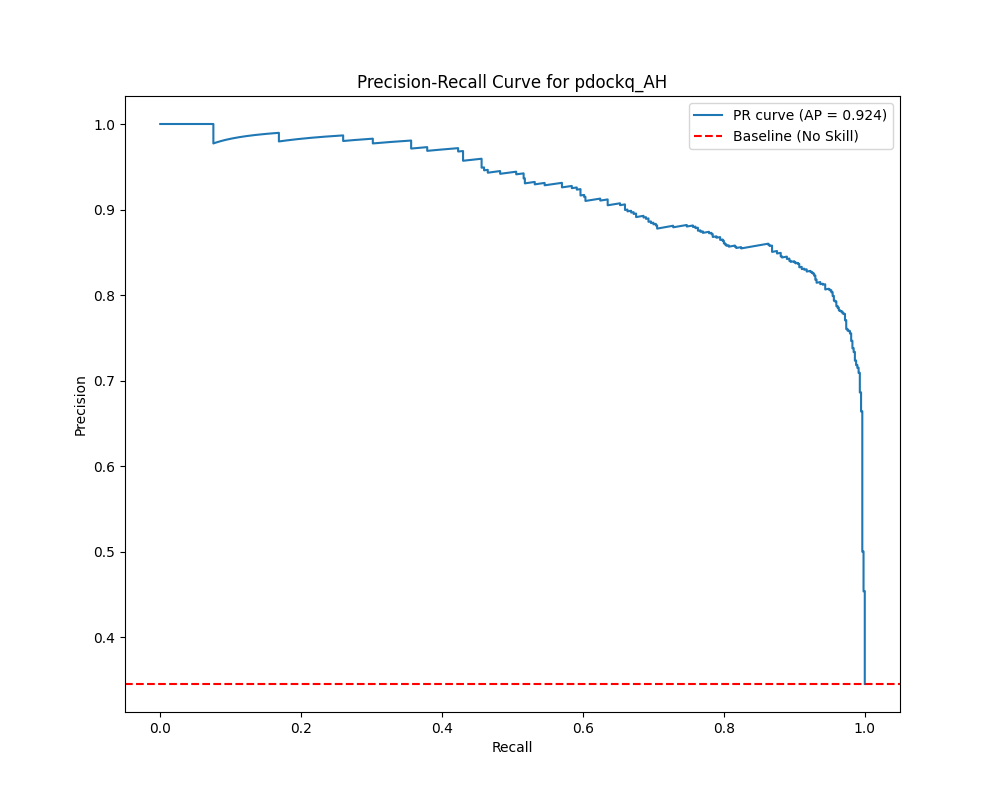 Precision-Recall Curve for pdockq_AH
PR curve (AP = 0.924)
Baseline (No Skill)
Precision
1.0
0.9
0.8
0.7
0.6
0.5
0.4
0.0 0.2 0.4 0.6 0.8 1.0
Recall